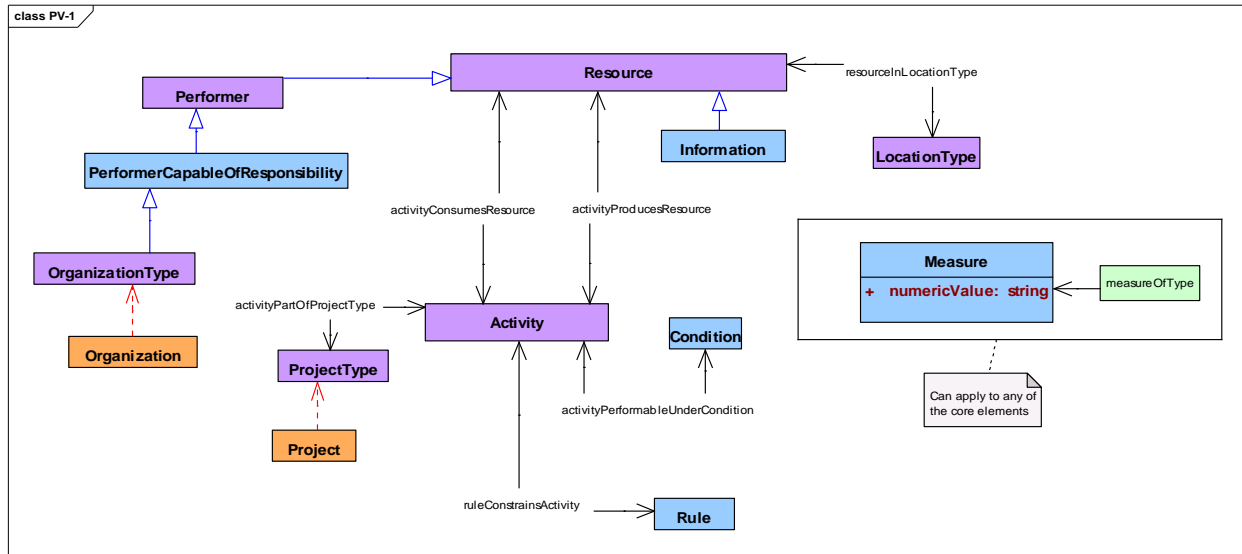 class PV-1
Resource
resourceInLocationType
Performer
Information
LocationType
PerformerCapableOfResponsibility
activityConsumesResource
activityProducesResource
OrganizationType
Measure
+ numericValue: string
measureOfType
activityPartOfProjectType
Activity
Condition
Organization
ProjectType
Can apply to any of
the core elements
activityPerformableUnderCondition
Project
ruleConstrainsActivity
Rule